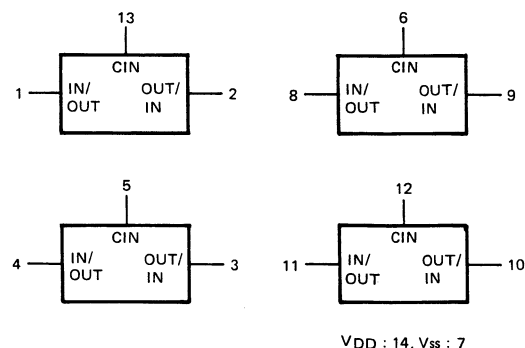 13
CIN
1 IN/ OUT/ 2
OUT IN
6
CIN
8 IN/ OUT/ 9
OUT IN
5
CIN
4 IN/ OUT/ 3
OUT IN
12
CIN
11 IN/ OUT/ 10
OUT IN
VDD : 14, Vss : 7